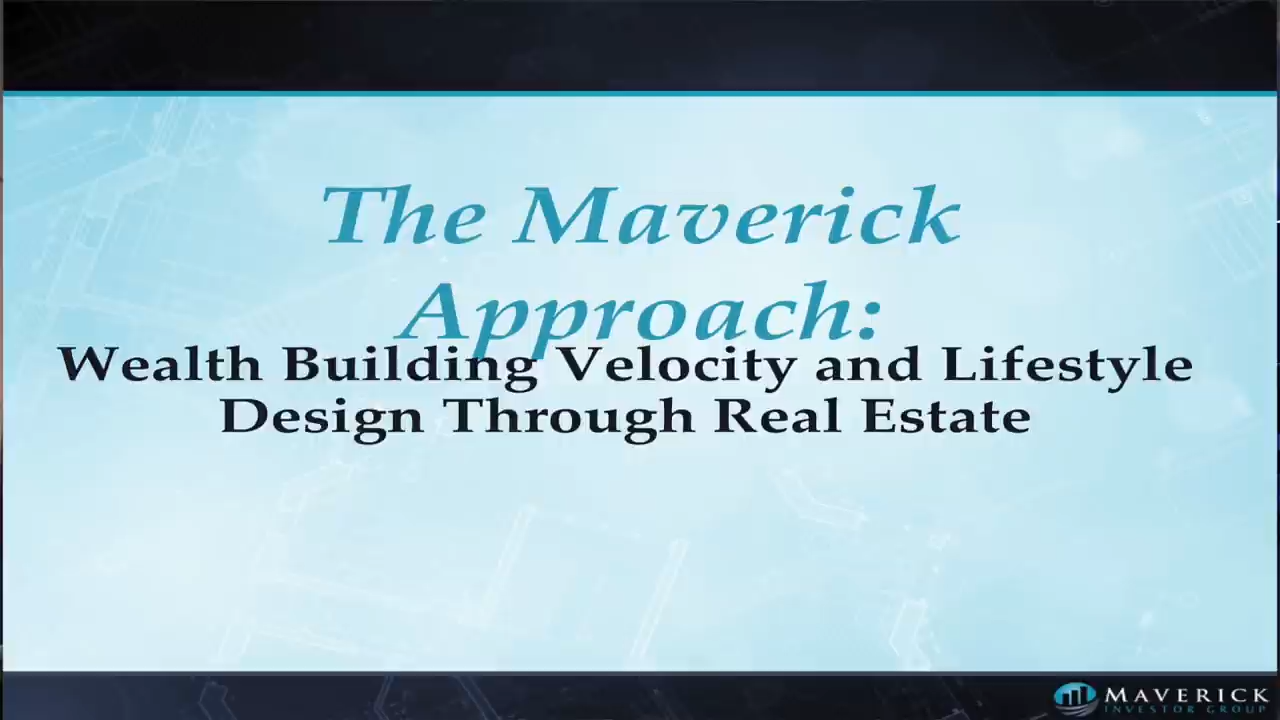 The Maverick
Approach:
Wealth Building Velocity and Lifestyle
Design Through Real Estate
MAVERICK
INVESTOR GROUP